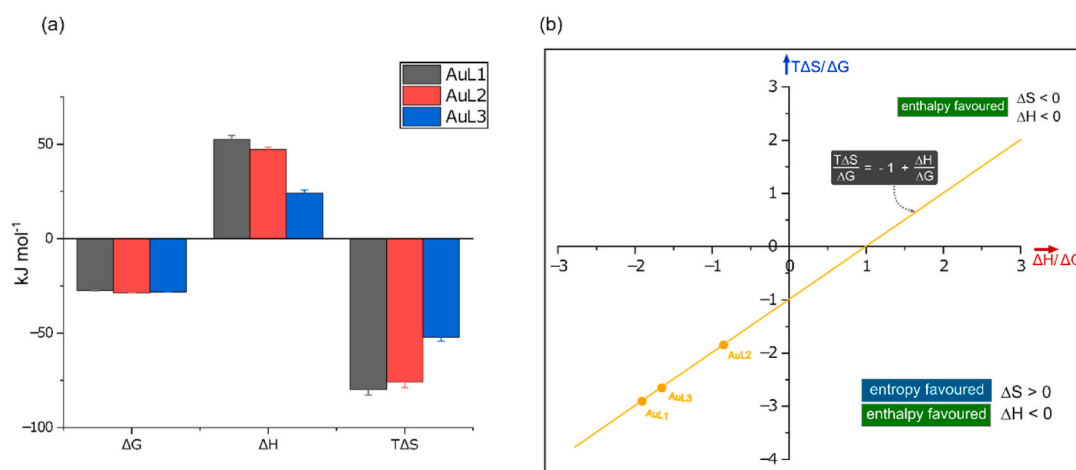 (a)
AuL1
AuL2
AuL3
50
0
−50
−100
kJ mol⁻¹
ΔG
ΔH
TΔS
(b)
TΔS/ΔG
3
2
1
0
−1
−2
−3
−4
−3
−2
−1
0
1
2
3
ΔH/ΔG
enthalpy favoured
ΔS < 0
ΔH < 0
TΔS
ΔG
= - 1 +
ΔH
ΔG
AuL2
AuL3
AuL1
entropy favoured
ΔS > 0
enthalpy favoured
ΔH < 0